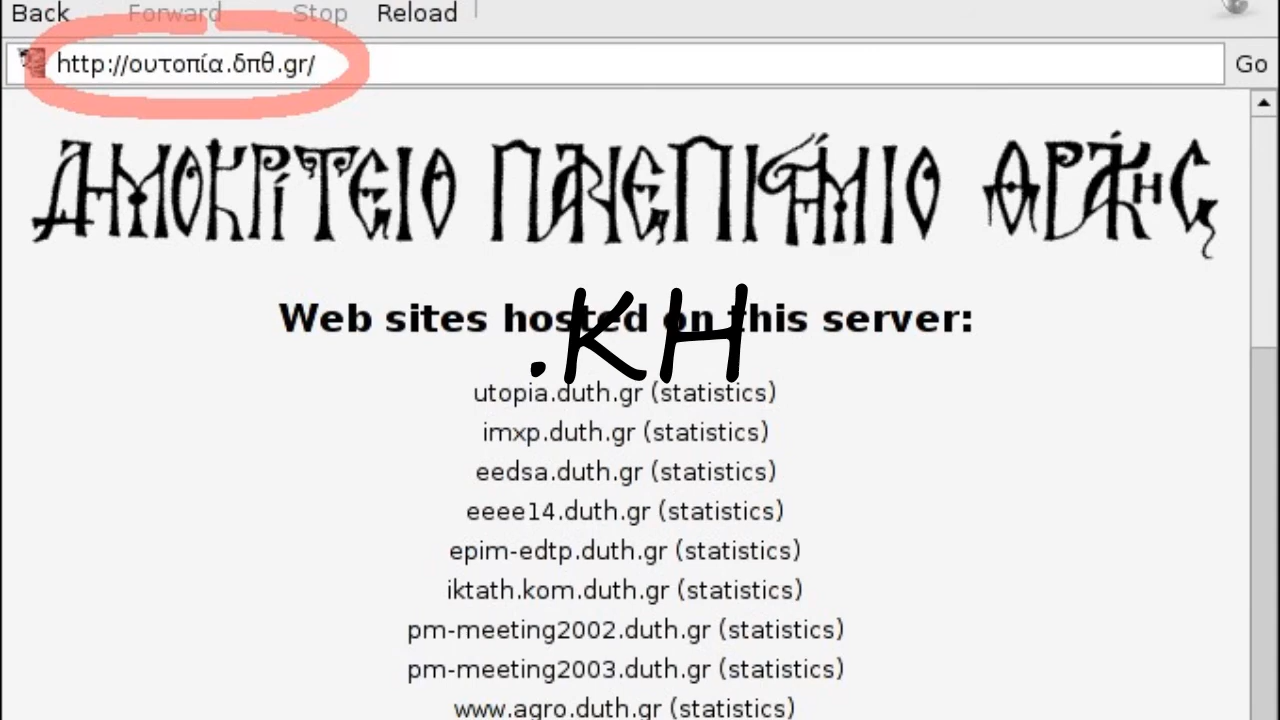 Back Forward Stop Reload
http://ουτοπία.δπθ.gr/ Go
ΔΗΜΟΚΡΙΤΕΙΟ ΠΑΝΕΠΙΣΤΗΜΙΟ ΘΡΑΚΗΣ
Web sites hosted on this server:
.KH
utopia.duth.gr (statistics)
imxp.duth.gr (statistics)
eedsa.duth.gr (statistics)
eeee14.duth.gr (statistics)
epim-edtp.duth.gr (statistics)
iktath.kom.duth.gr (statistics)
pm-meeting2002.duth.gr (statistics)
pm-meeting2003.duth.gr (statistics)
www.agro.duth.gr (statistics)